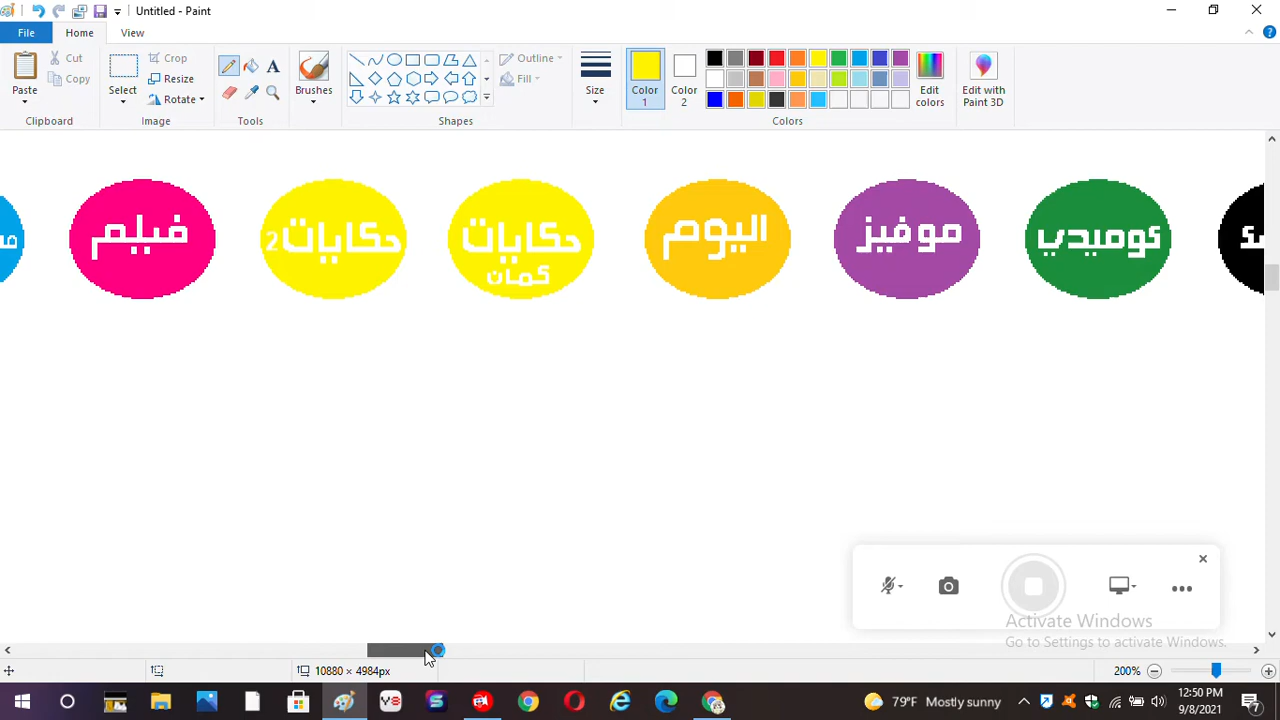 Untitled - Paint
File
Home
View
Paste
Cut
Copy
Clipboard
Select
Crop
Resize
Rotate
Image
Tools
Brushes
Shapes
Outline
Fill
Size
Color 1
Color 2
Edit colors
Colors
Edit with Paint 3D
فيلم
حكايات 2
حكايات
كمان
اليوم
موفيز
كوميدي
Activate Windows
Go to Settings to activate Windows.
10880 × 4984px
200%
79°F Mostly sunny
12:50 PM
9/8/2021